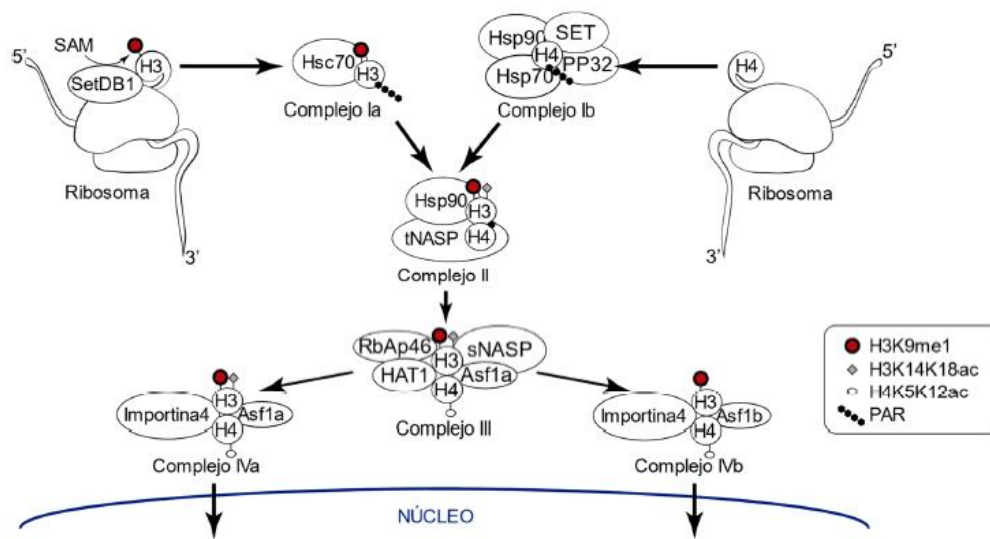 SAM
5’
SetDB1
H3
Ribosoma
3’
Hsc70
H3
Complejo Ia
Hsp90
SET
H4
Hsp70
PP32
Complejo Ib
H4
5’
Ribosoma
3’
Hsp90
H3
tNASP
H4
Complejo II
RbAp46
sNASP
H3
HAT1
Asf1a
H4
Complejo III
Importina4
H3
Asf1a
H4
Complejo IVa
Importina4
H3
Asf1b
H4
Complejo IVb
H3K9me1
H3K14K18ac
H4K5K12ac
PAR
NÚCLEO